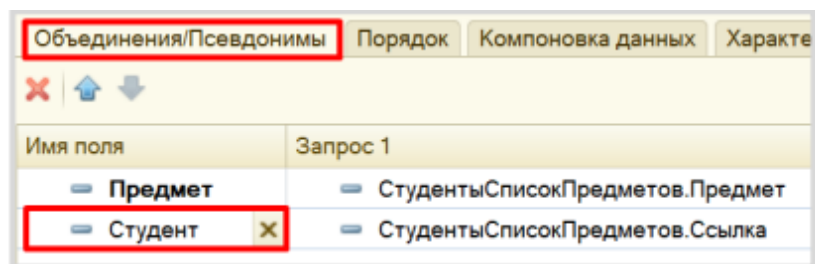 Объединения/Псевдонимы Порядок Компоновка данных Характе
Имя поля Запрос 1
Предмет СтудентыСписокПредметов.Предмет
Студент СтудентыСписокПредметов.Ссылка